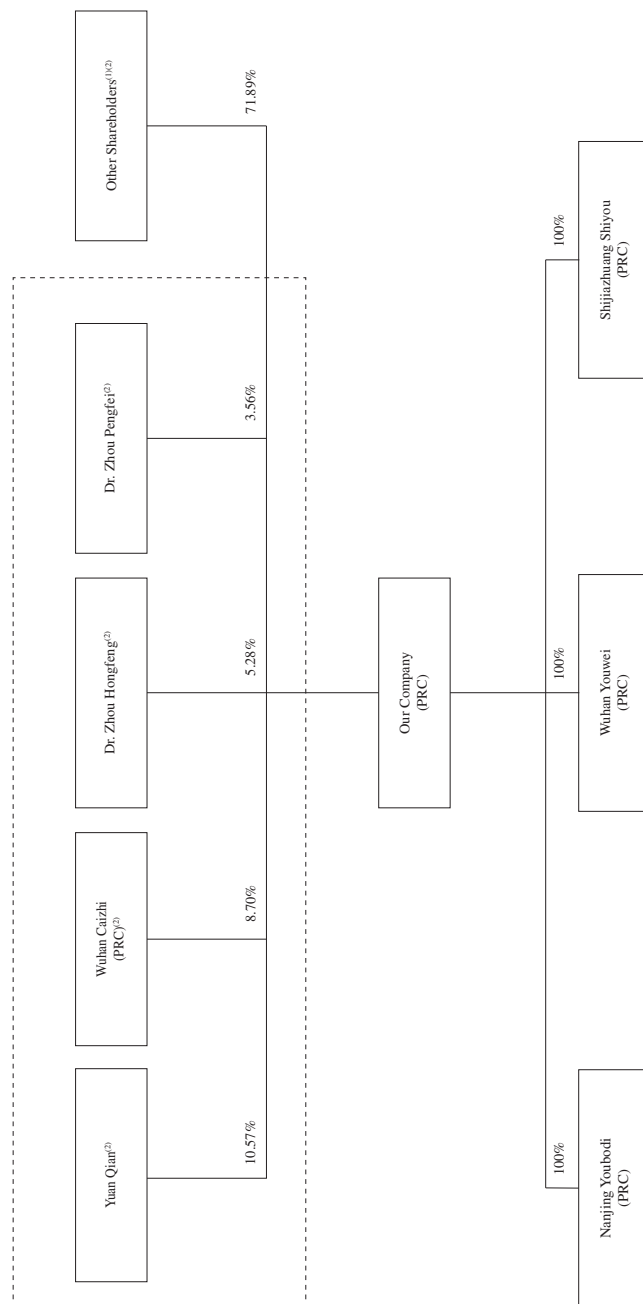 Yuan Qian(2)
Wuhan Caizhi
(PRC)(2)
Dr. Zhou Hongfeng(2)
Dr. Zhou Pengfei(2)
Other Shareholders(1)(2)
10.57%
8.70%
5.28%
3.56%
71.89%
Our Company
(PRC)
100%
100%
100%
Nanjing Youbodi
(PRC)
Wuhan Youwei
(PRC)
Shijiazhuang Shiyou
(PRC)